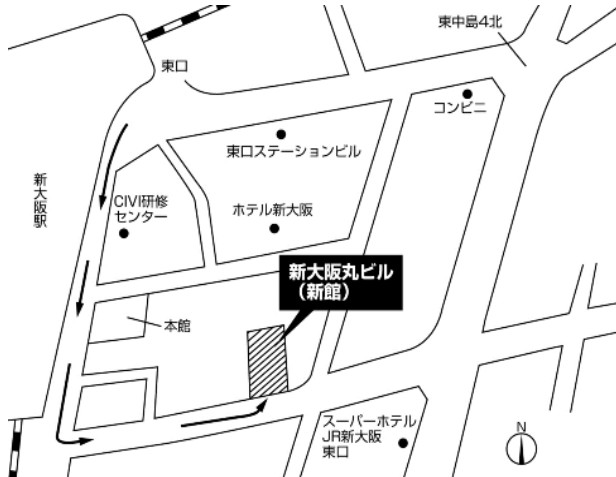 東中島4北
東口
コンビニ
東口ステーションビル
新大阪駅
CIVI研修
センター
ホテル新大阪
新大阪丸ビル
（新館）
本館
スーパーホテル
JR新大阪
東口
N